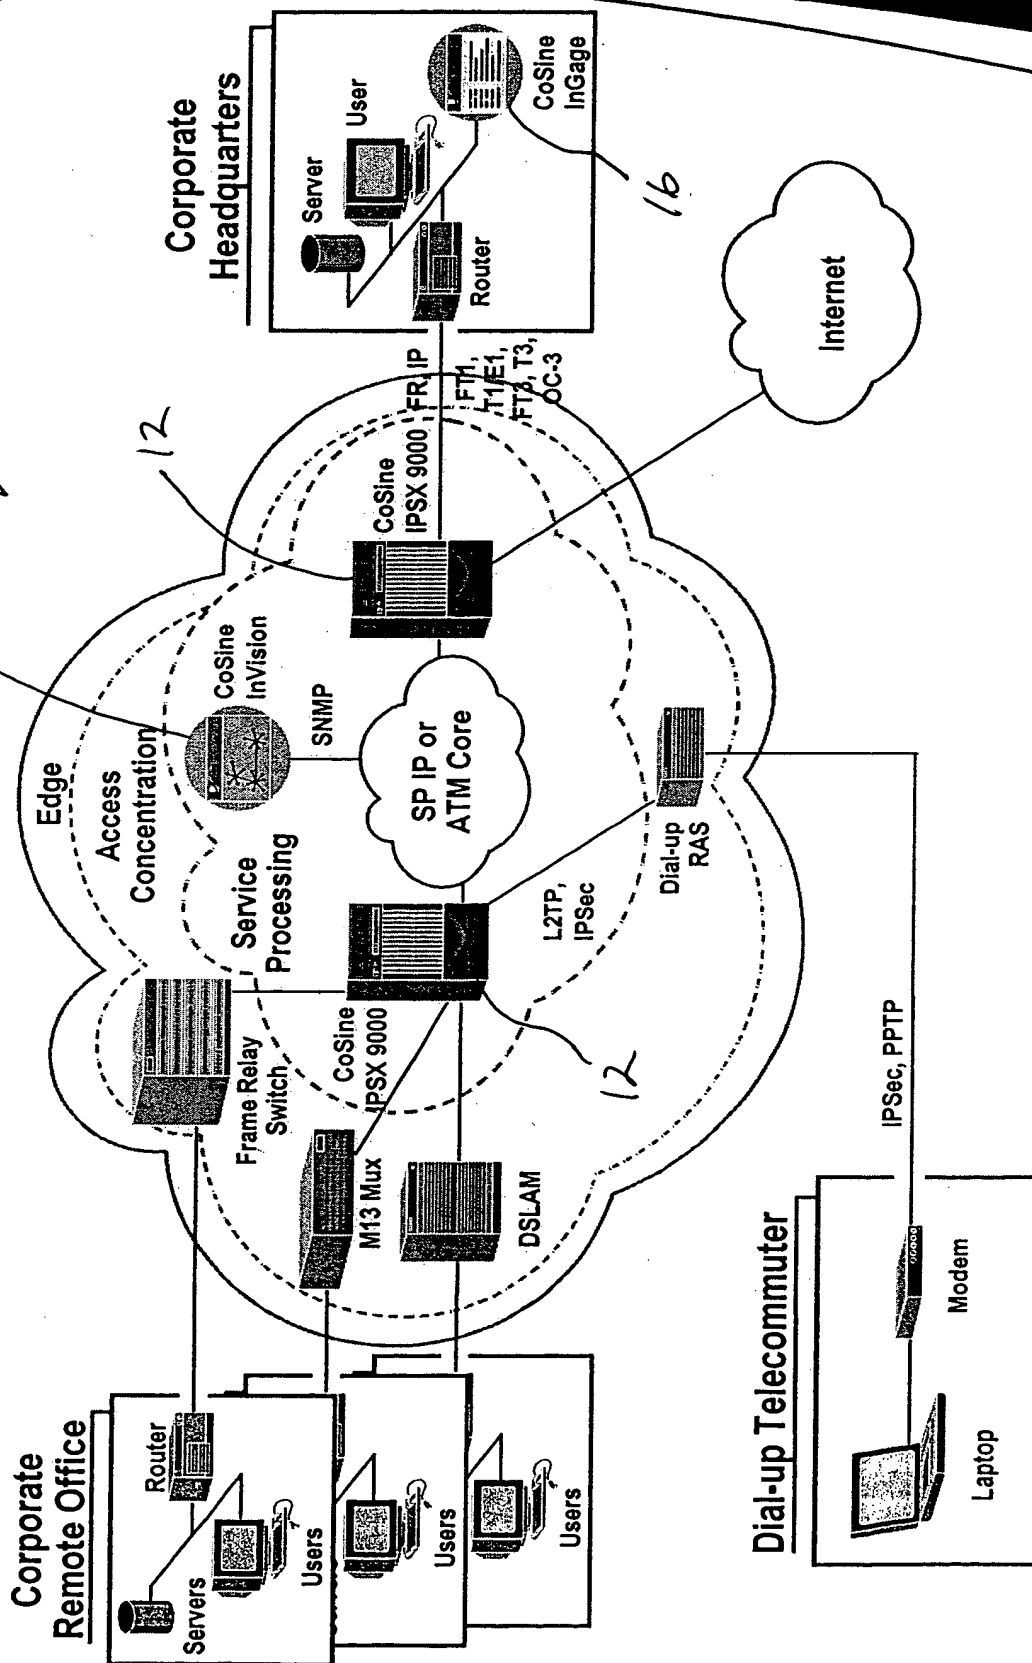 Corporate
Remote Office
Router
Servers
Users
Users
Users
Edge
Access
Concentration
Frame Relay
Switch
M13 Mux
DSLAM
Service
Processing
CoSine
IPSX 9000
CoSine
InVision
SNMP
SP IP or
ATM Core
CoSine
IPSX 9000
12
12
L2TP,
IPSec
Dial-up
RAS
FR, IP
FT1,
T1/E1,
FT3, T3,
OC-3
Corporate
Headquarters
Server
User
Router
CoSine
InGage
16
Internet
Dial-up Telecommuter
Laptop
Modem
IPSec, PPTP